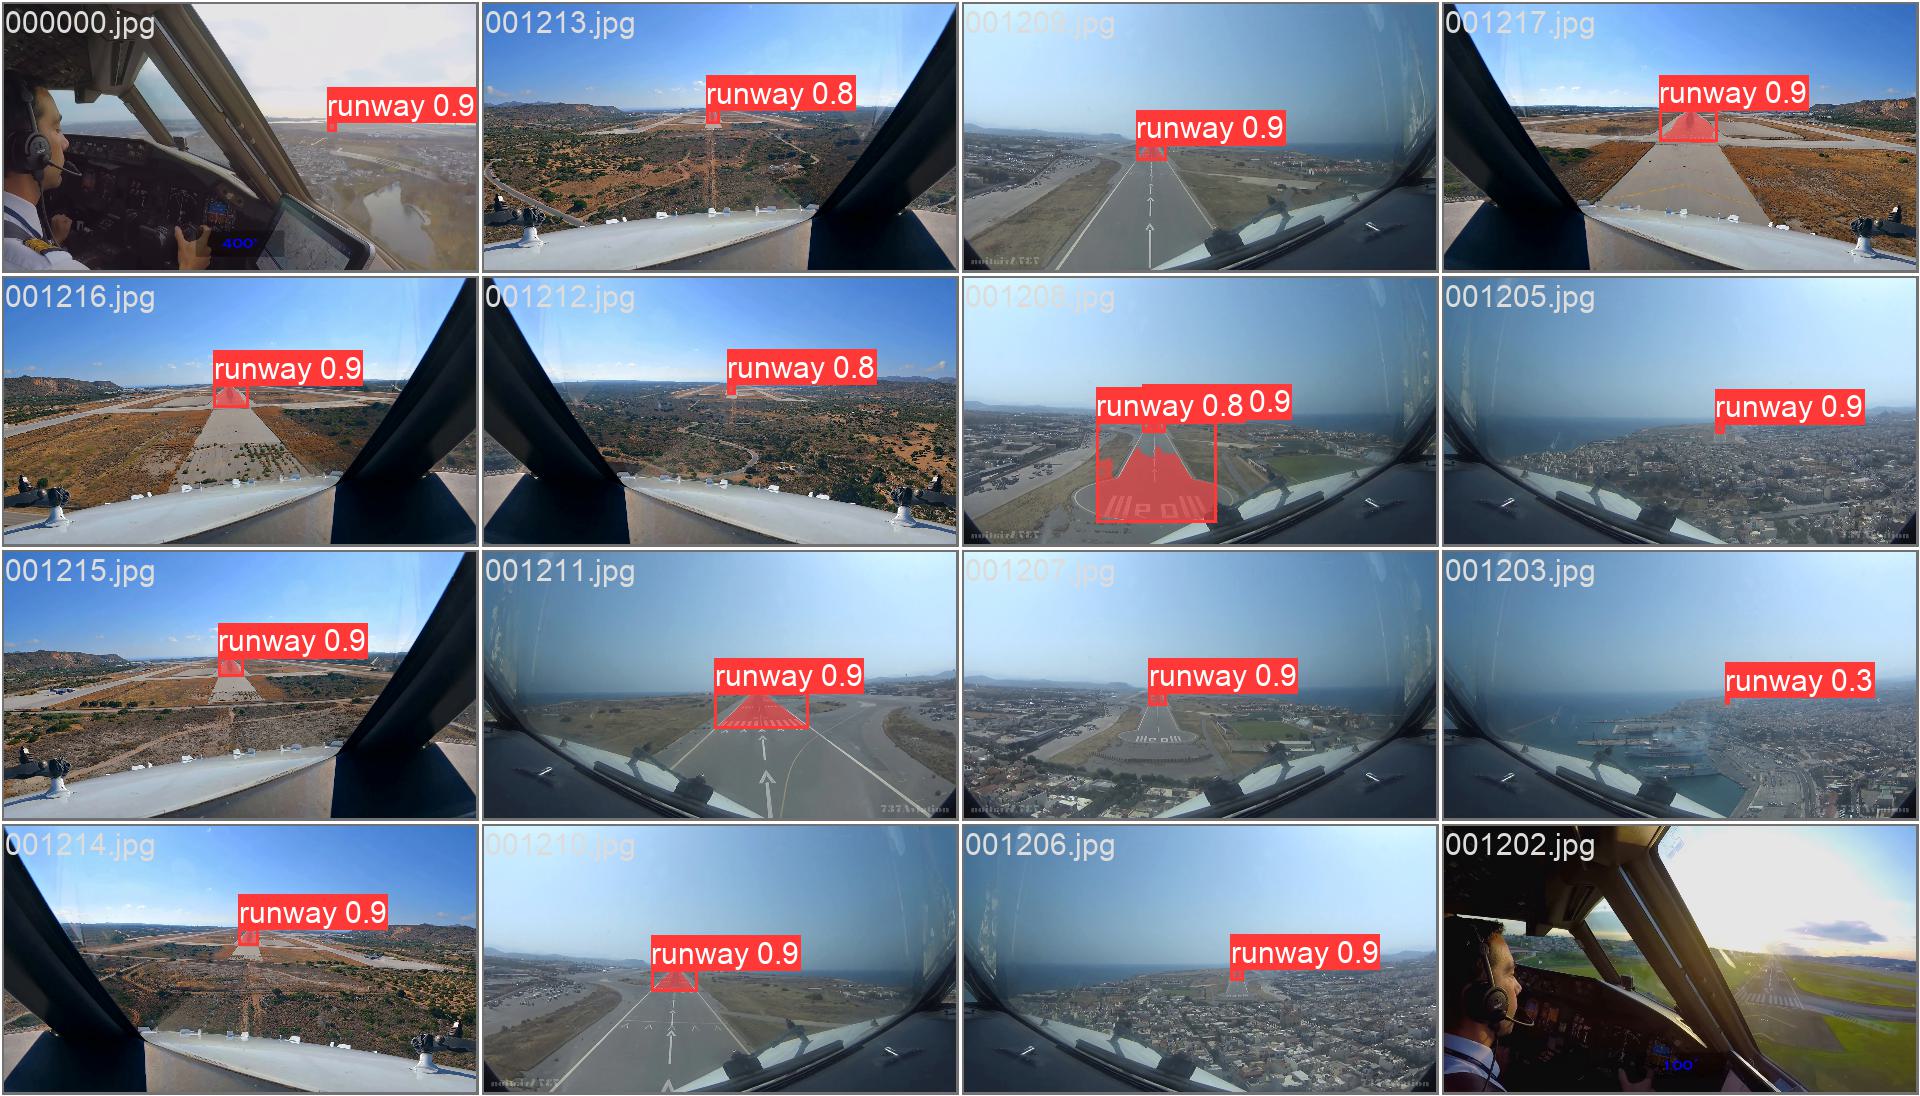 000000.jpg
runway 0.9
400'
001213.jpg
runway 0.8
001209.jpg
runway 0.9
001217.jpg
runway 0.9
001216.jpg
runway 0.9
001212.jpg
runway 0.8
001208.jpg
runway 0.8 0.9
001205.jpg
runway 0.9
737Aviation
001215.jpg
runway 0.9
001211.jpg
runway 0.9
737Aviation
001207.jpg
runway 0.9
001203.jpg
runway 0.3
737Aviation
001214.jpg
runway 0.9
001210.jpg
runway 0.9
001206.jpg
runway 0.9
737Aviation
001202.jpg
100'